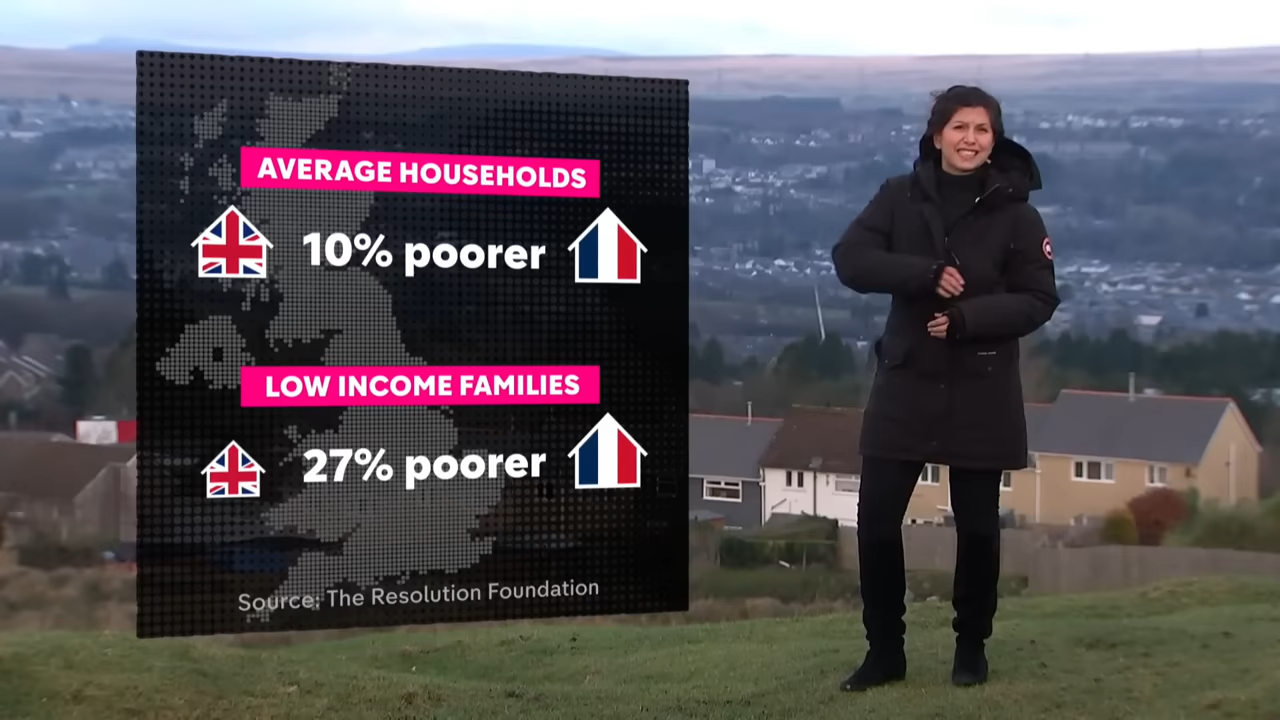 AVERAGE HOUSEHOLDS
10% poorer
LOW INCOME FAMILIES
27% poorer
Source: The Resolution Foundation